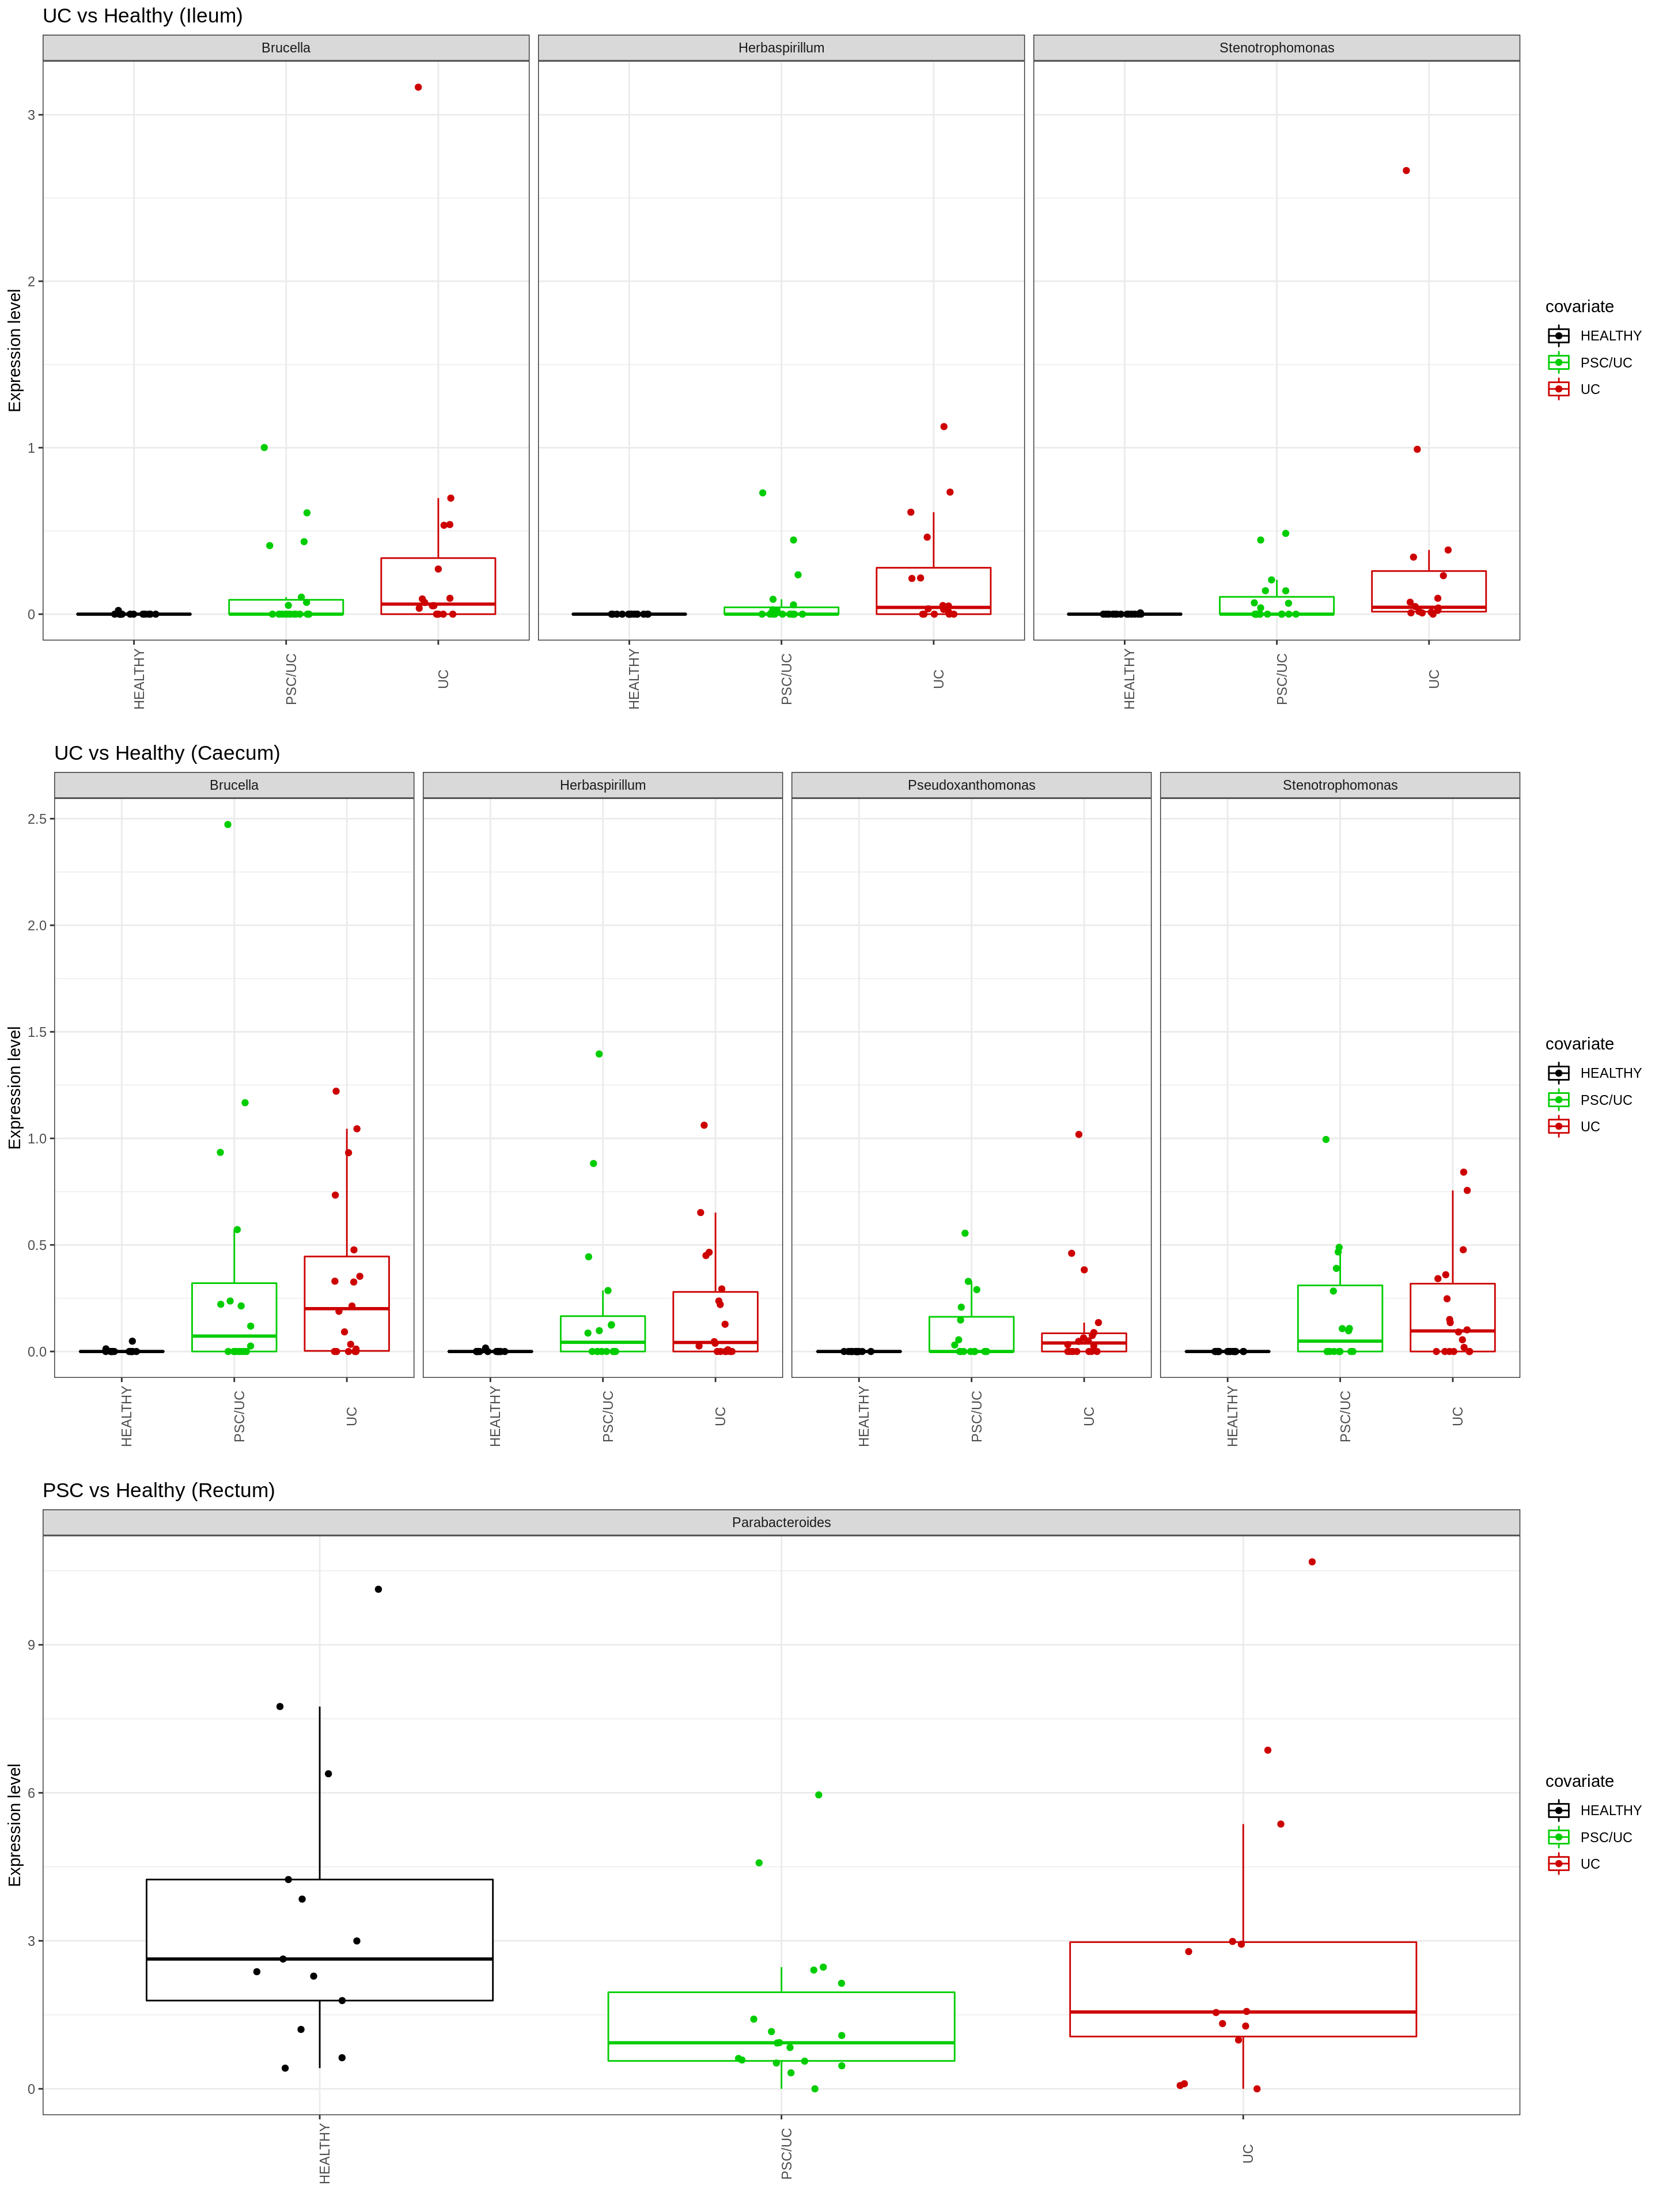 UC vs Healthy (Ileum)
Brucella
Herbaspirillum
Stenotrophomonas
Expression level
3
2
1
0
HEALTHY
PSC/UC
UC
HEALTHY
PSC/UC
UC
HEALTHY
PSC/UC
UC
covariate
HEALTHY
PSC/UC
UC
UC vs Healthy (Caecum)
Brucella
Herbaspirillum
Pseudoxanthomonas
Stenotrophomonas
Expression level
2.5
2.0
1.5
1.0
0.5
0.0
HEALTHY
PSC/UC
UC
HEALTHY
PSC/UC
UC
HEALTHY
PSC/UC
UC
HEALTHY
PSC/UC
UC
covariate
HEALTHY
PSC/UC
UC
PSC vs Healthy (Rectum)
Parabacteroides
Expression level
9
6
3
0
HEALTHY
PSC/UC
UC
covariate
HEALTHY
PSC/UC
UC